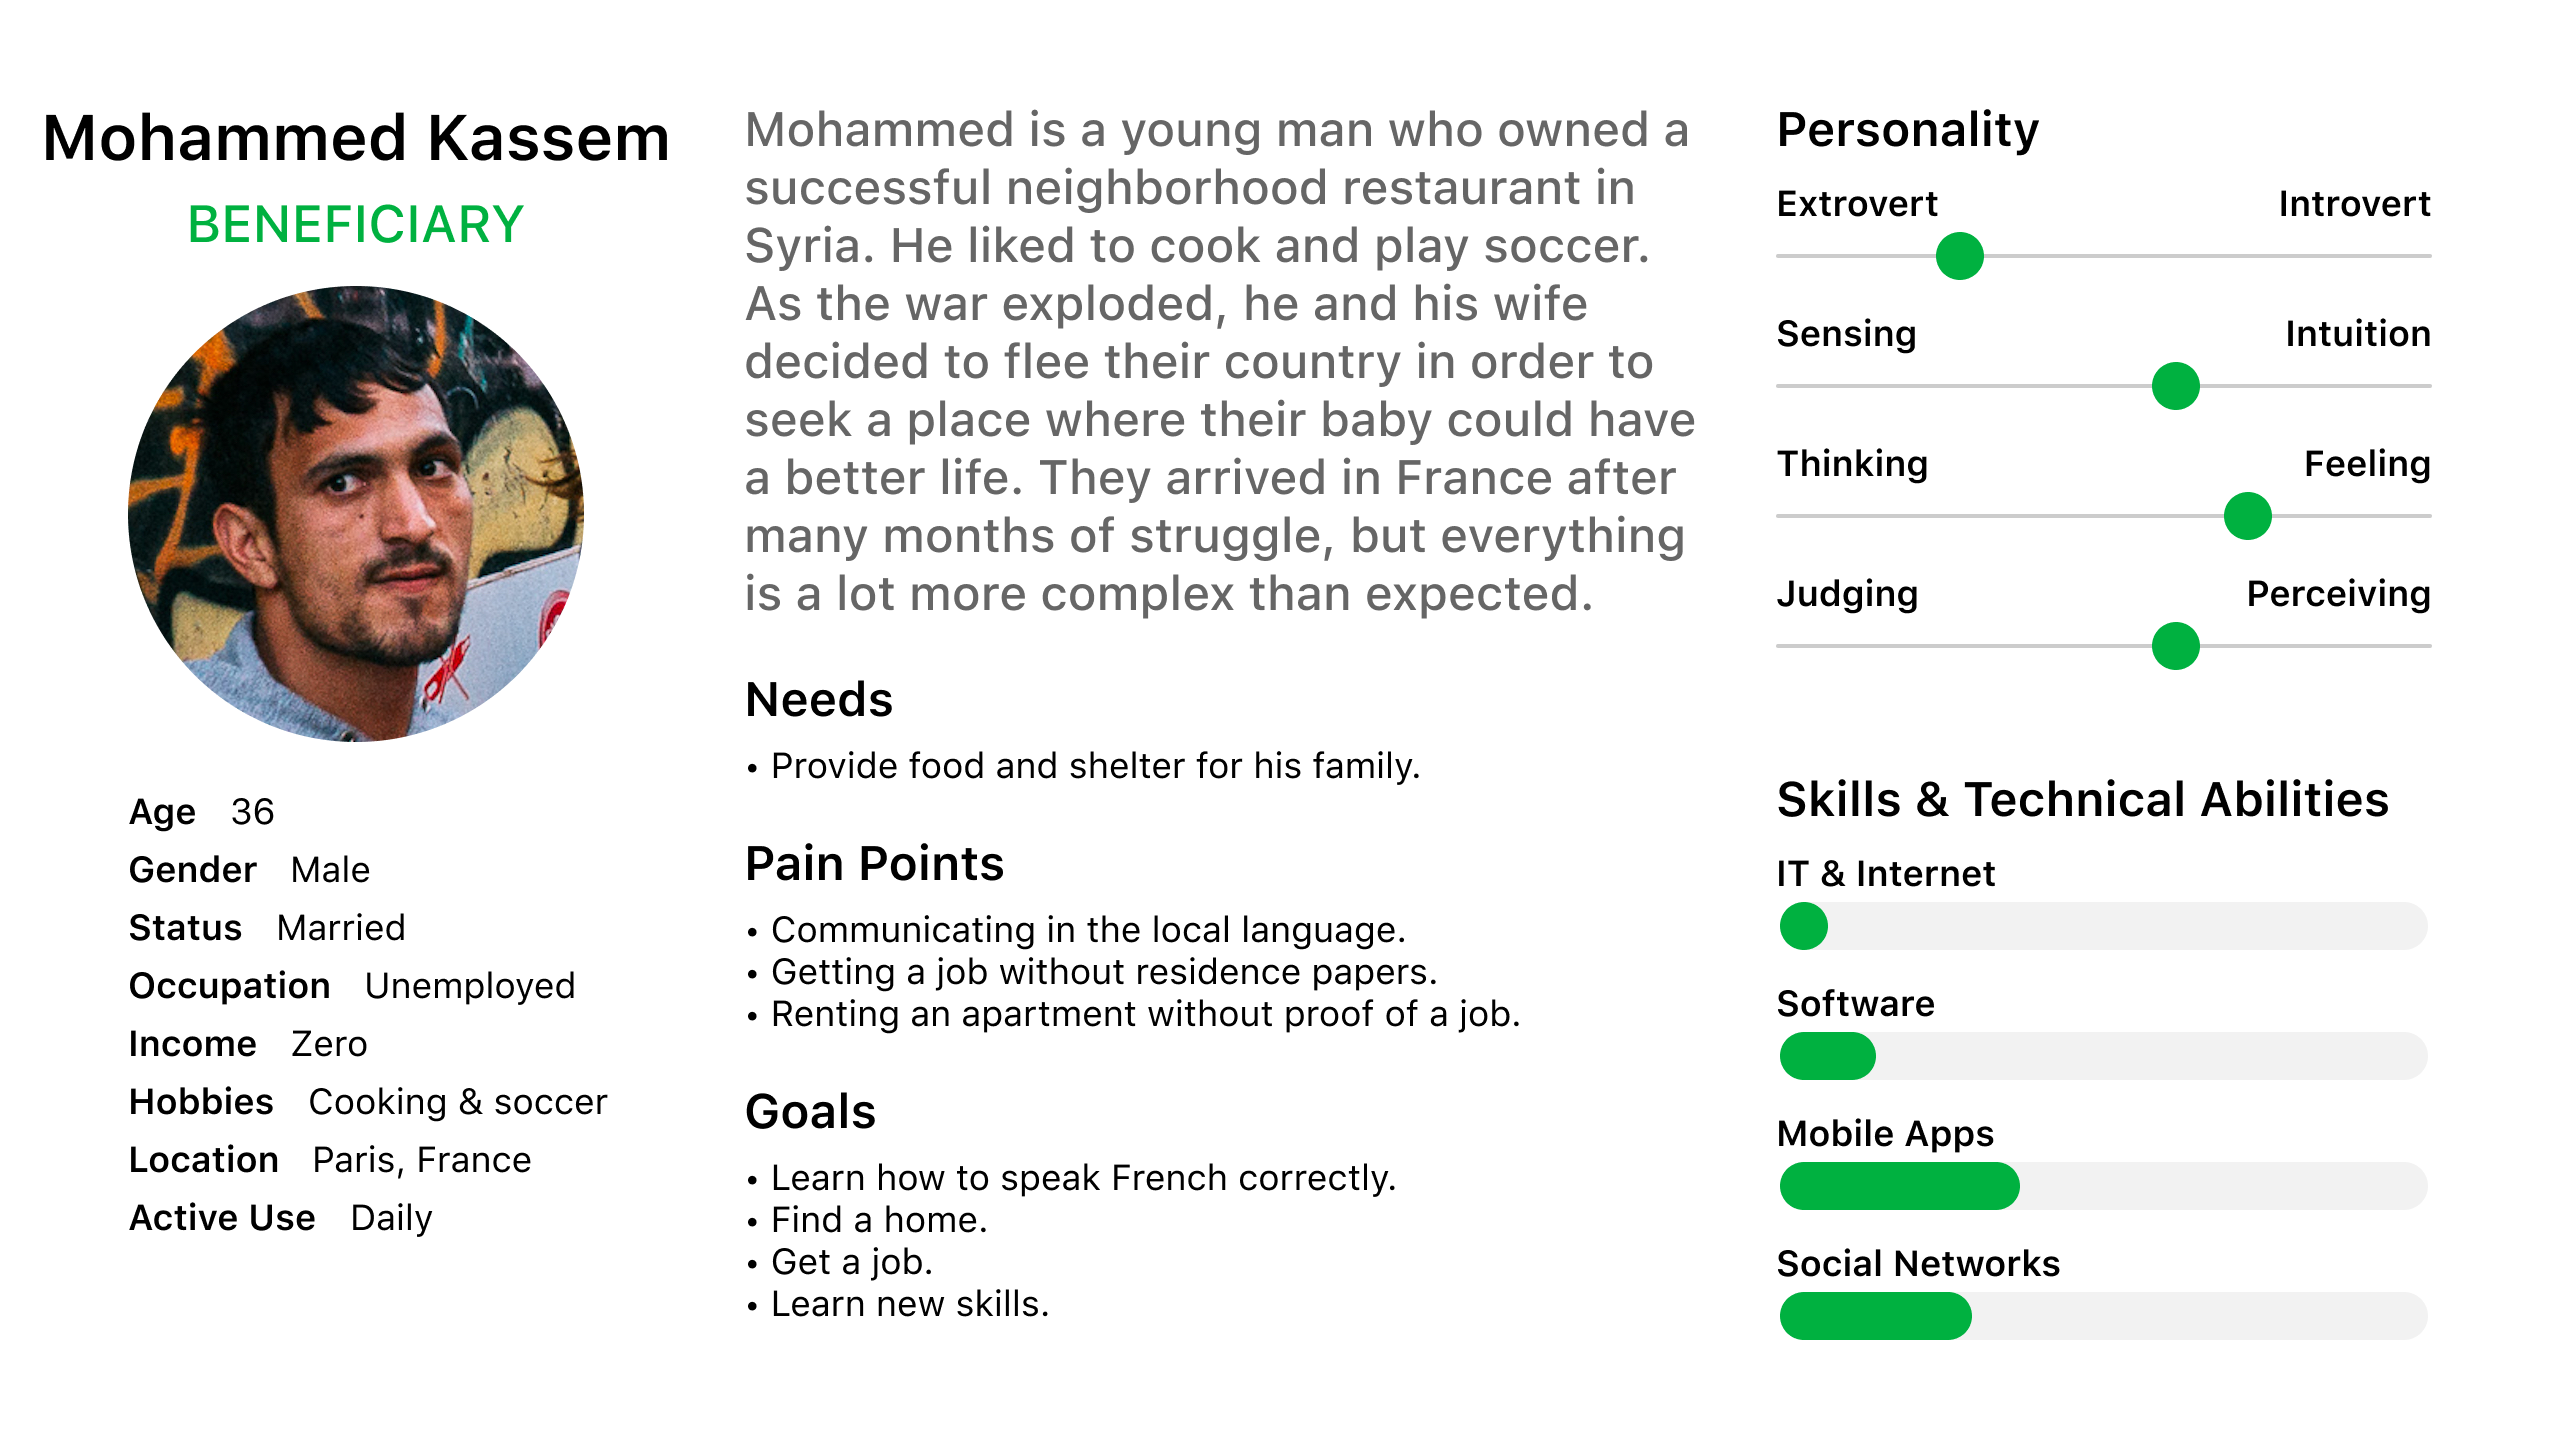 Mohammed Kassem
BENEFICIARY
Age 36
Gender Male
Status Married
Occupation Unemployed
Income Zero
Hobbies Cooking & soccer
Location Paris, France
Active Use Daily
Mohammed is a young man who owned a
successful neighborhood restaurant in
Syria. He liked to cook and play soccer.
As the war exploded, he and his wife
decided to flee their country in order to
seek a place where their baby could have
a better life. They arrived in France after
many months of struggle, but everything
is a lot more complex than expected.
Needs
• Provide food and shelter for his family.
Pain Points
• Communicating in the local language.
• Getting a job without residence papers.
• Renting an apartment without proof of a job.
Goals
• Learn how to speak French correctly.
• Find a home.
• Get a job.
• Learn new skills.
Personality
Extrovert Introvert
Sensing Intuition
Thinking Feeling
Judging Perceiving
Skills & Technical Abilities
IT & Internet
Software
Mobile Apps
Social Networks